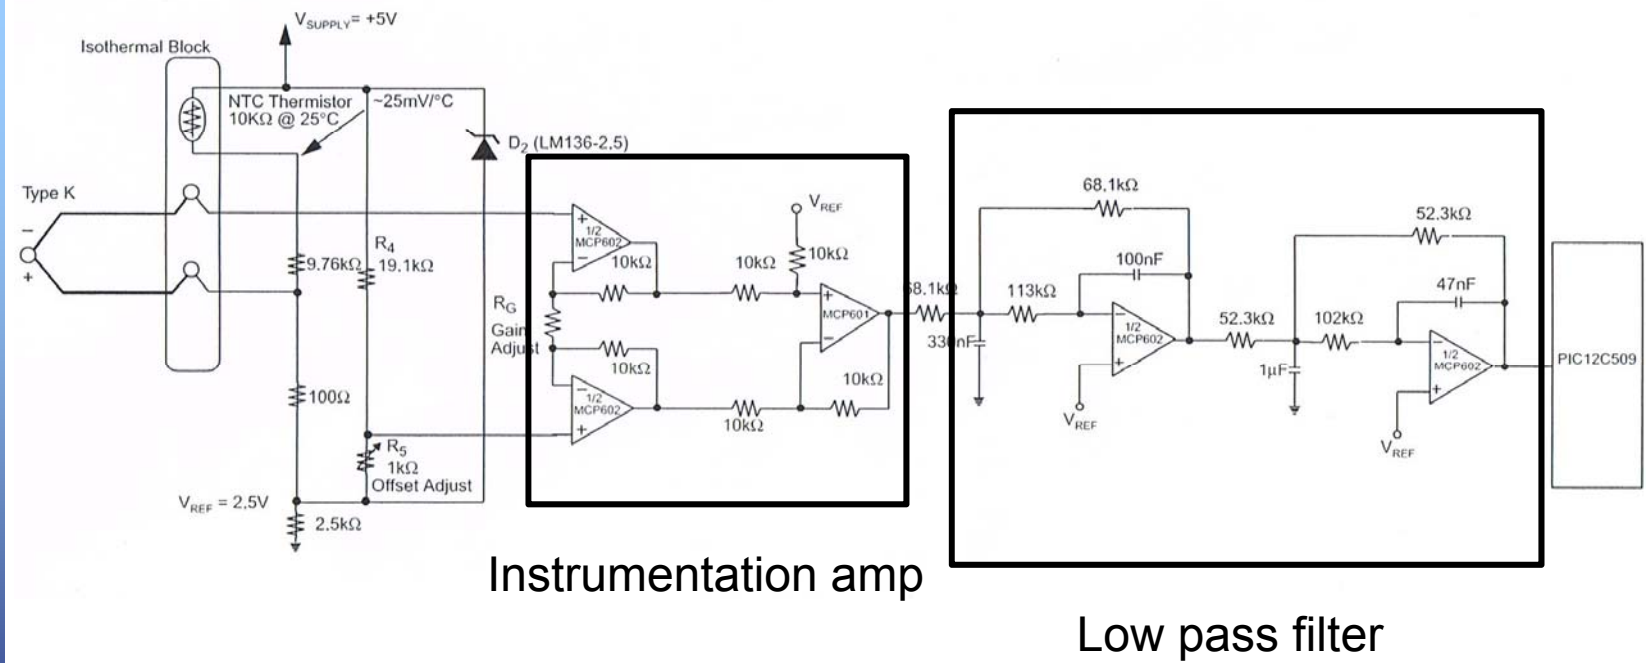 V_SUPPLY= +5V
Isothermal Block
NTC Thermistor
10KΩ @ 25°C
~25mV/°C
D2 (LM136-2.5)
Type K
−
+
9.76kΩ
R4
19.1kΩ
100Ω
R5
1kΩ
Offset Adjust
VREF = 2.5V
2.5kΩ
+
1/2
MCP602
−
10kΩ
RG
Gain
Adjust
10kΩ
−
1/2
MCP602
+
VREF
10kΩ
10kΩ
+
MCP601
−
10kΩ
10kΩ
68.1kΩ
330nF
113kΩ
68.1kΩ
100nF
−
1/2
MCP602
+
VREF
52.3kΩ
1µF
102kΩ
52.3kΩ
47nF
−
1/2
MCP602
+
VREF
PIC12C509
Instrumentation amp
Low pass filter